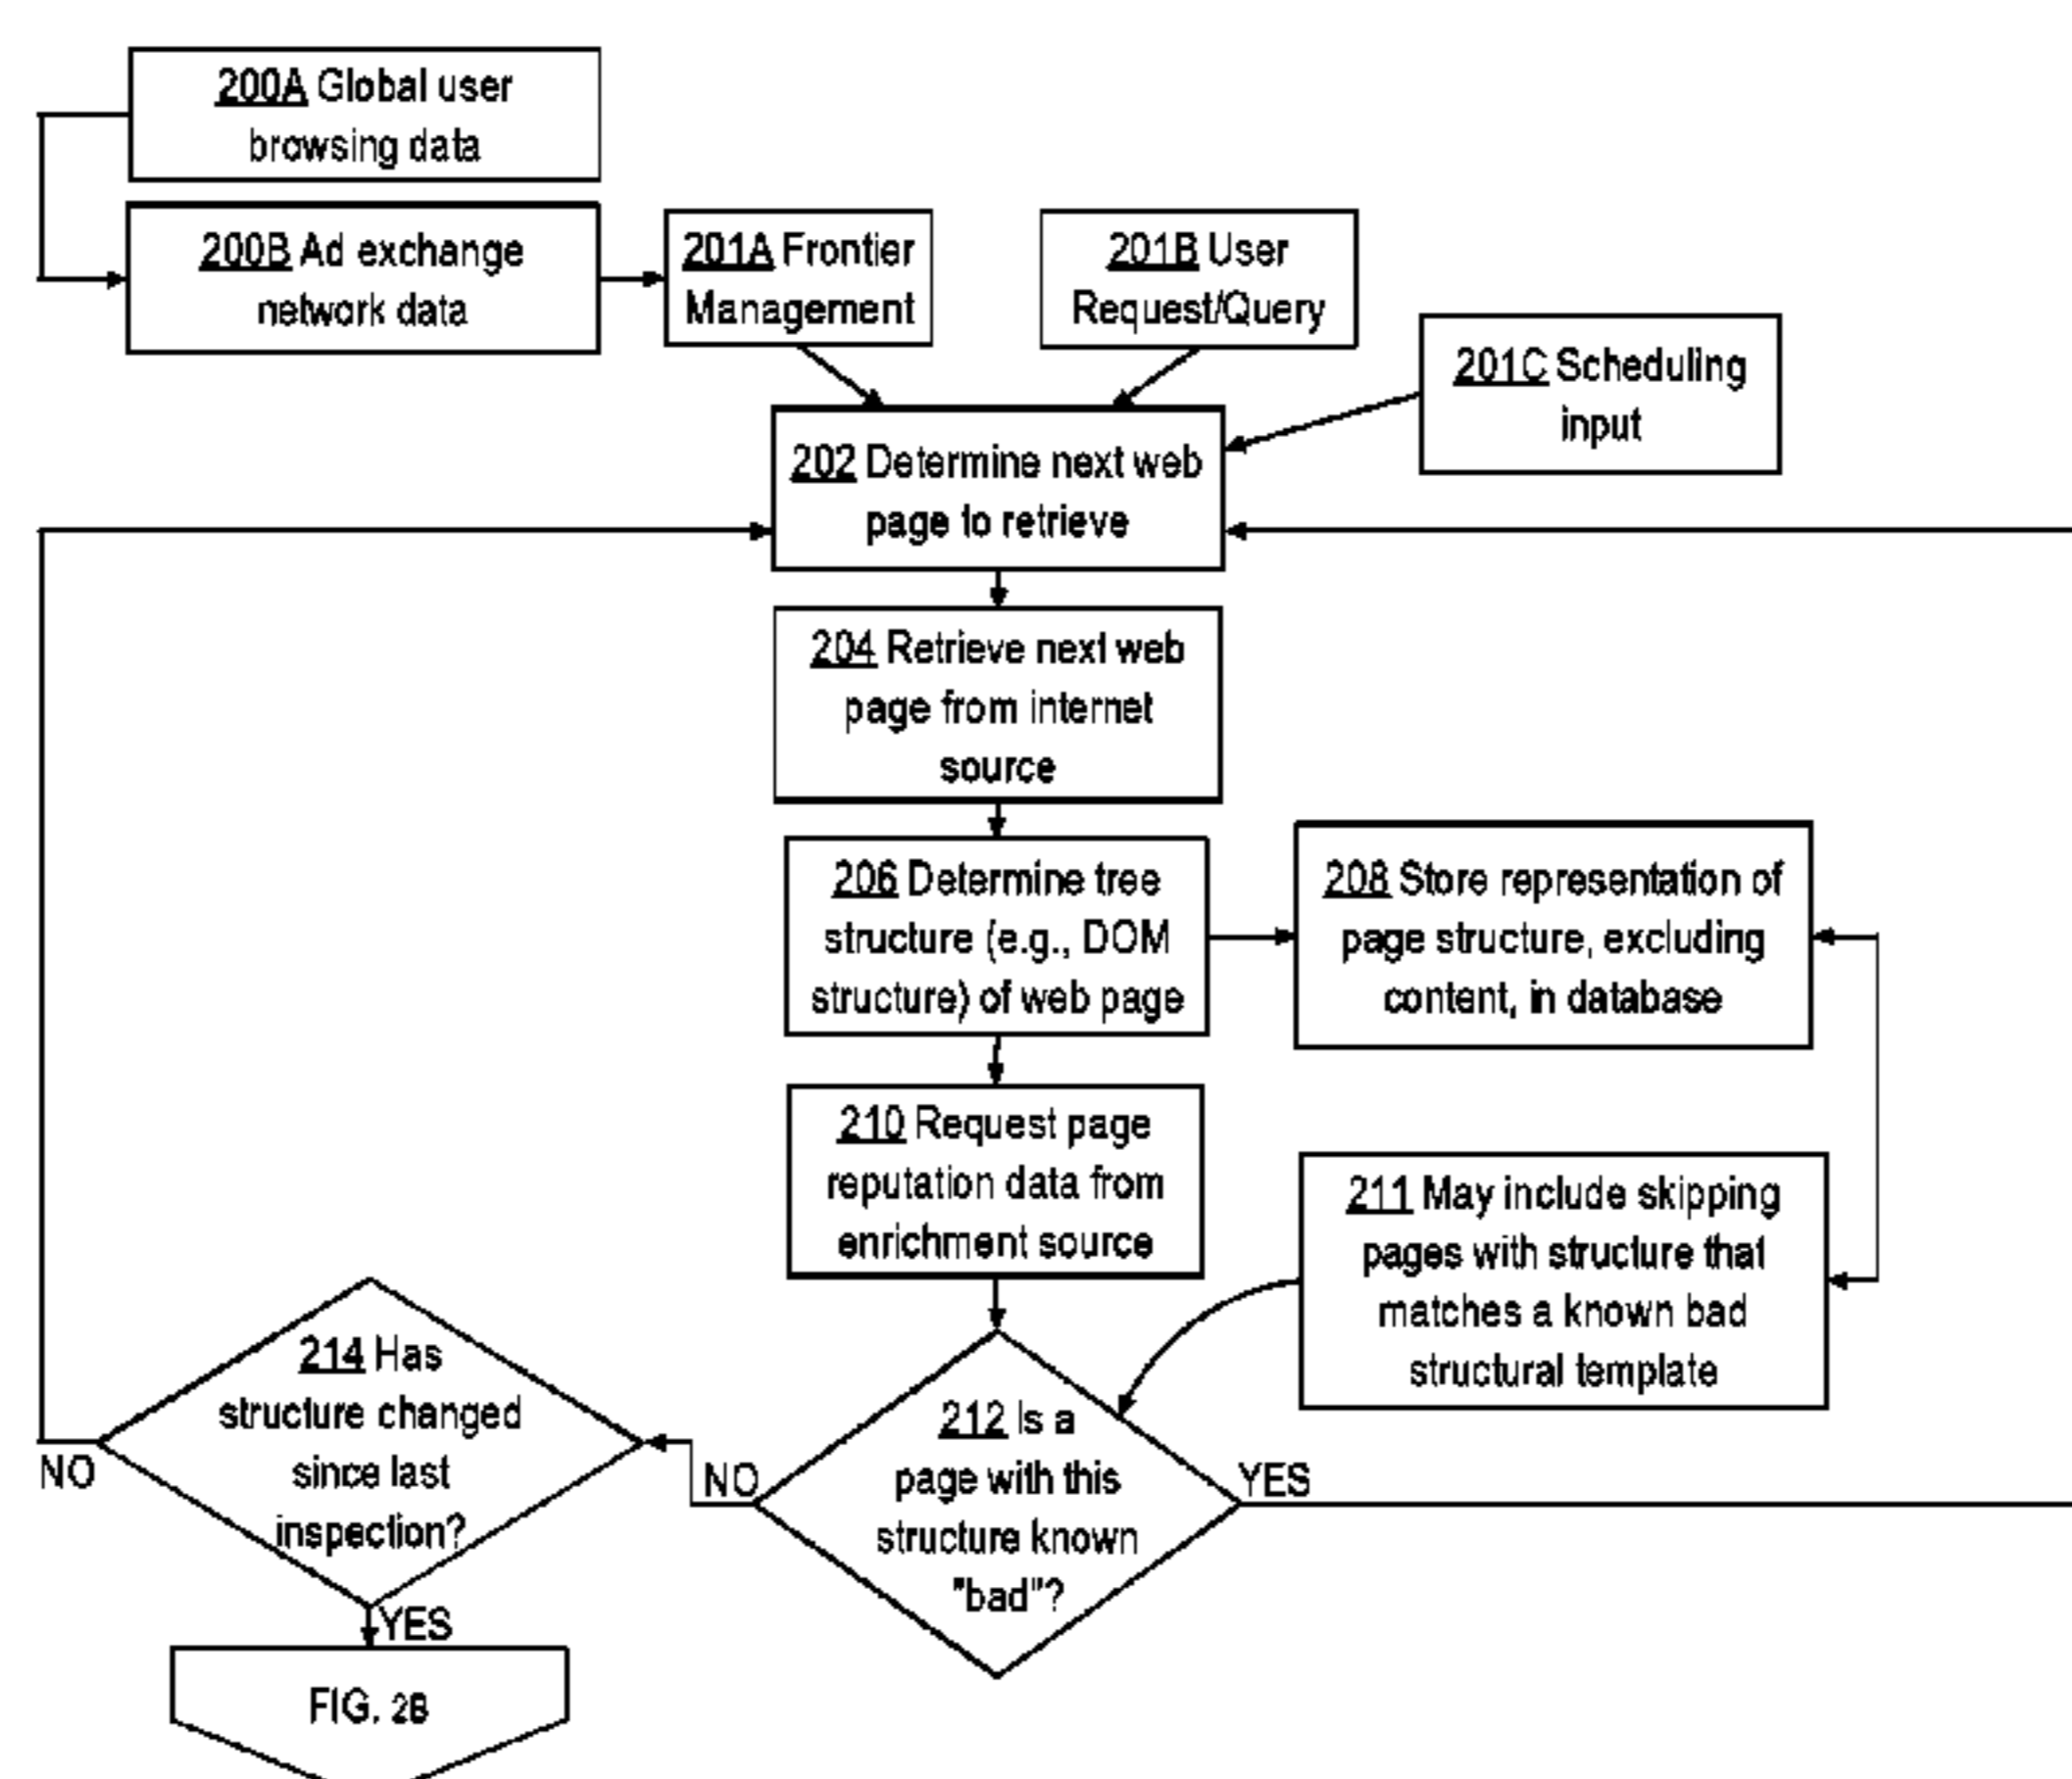 200A Global user
browsing data
200B Ad exchange
network data
201A Frontier
Management
201B User
Request/Query
201C Scheduling
input
202 Determine next web
page to retrieve
204 Retrieve next web
page from internet
source
206 Determine tree
structure (e.g., DOM
structure) of web page
208 Store representation of
page structure, excluding
content, in database
210 Request page
reputation data from
enrichment source
211 May include skipping
pages with structure that
matches a known bad
structural template
212 Is a
page with this
structure known
"bad"?
YES
NO
214 Has
structure changed
since last
inspection?
NO
YES
FIG. 2B